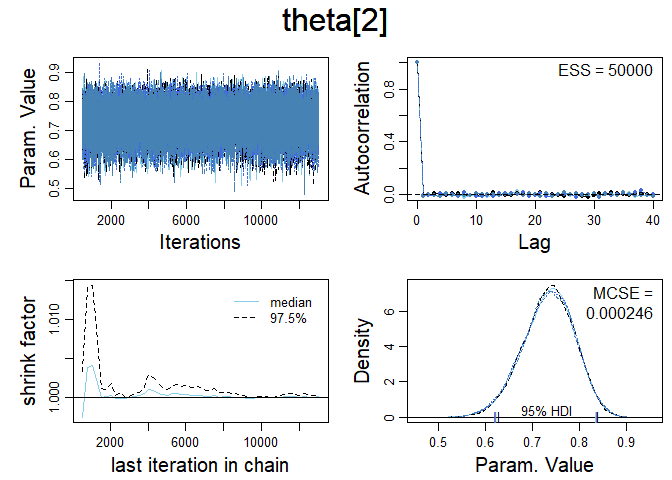 theta[2]
Param. Value
0.5 0.6 0.7 0.8 0.9
2000 6000 10000
Iterations
Autocorrelation
0.0 0.4 0.8
ESS = 50000
0 10 20 30 40
Lag
shrink factor
1.000 1.010
median
97.5%
2000 6000 10000
last iteration in chain
Density
0 2 4 6
MCSE =
0.000246
95% HDI
0.5 0.6 0.7 0.8 0.9
Param. Value